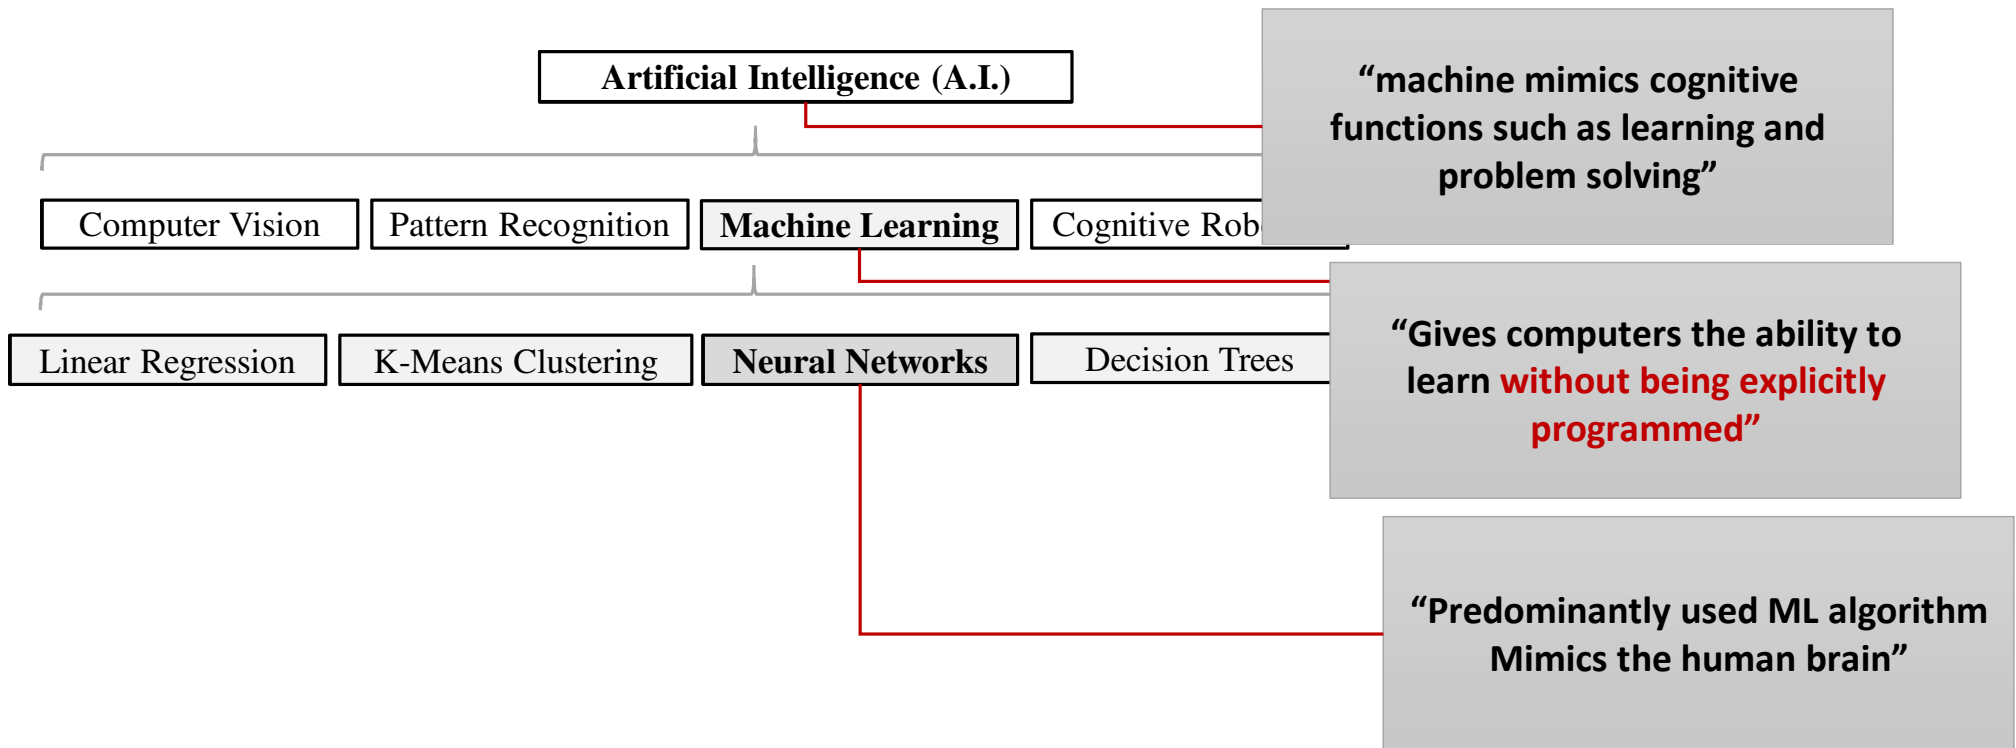 Artificial Intelligence (A.I.)
“machine mimics cognitive
functions such as learning and
problem solving”
Computer Vision
Pattern Recognition
Machine Learning
Cognitive
“Gives computers the ability to
learn without being explicitly
programmed”
Linear Regression
K-Means Clustering
Neural Networks
Decision Trees
“Predominantly used ML algorithm
Mimics the human brain”